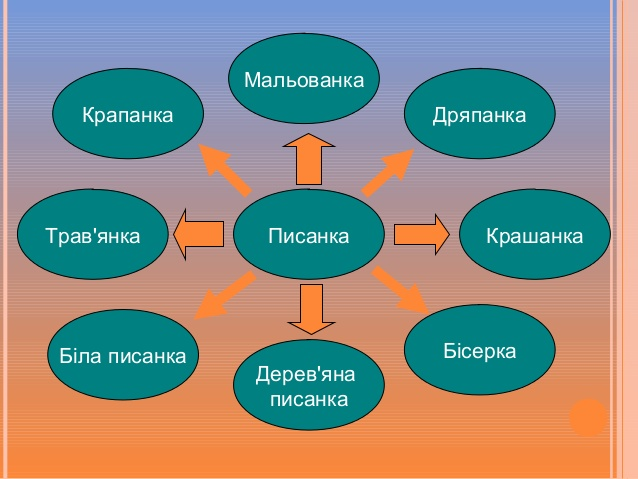 Мальованка
Крапанка
Дряпанка
Трав'янка
Писанка
Крашанка
Біла писанка
Бісерка
Дерев'яна
писанка